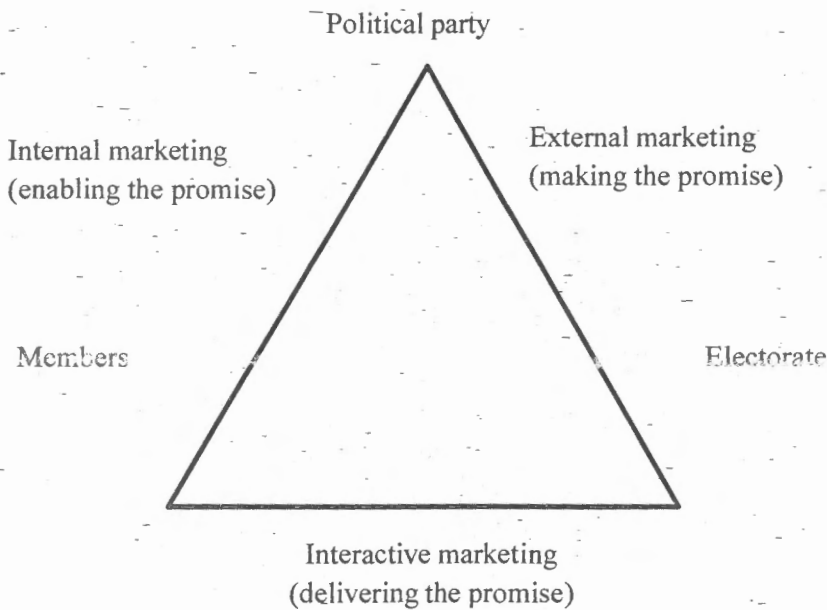 Political party
Internal marketing
(enabling the promise)
External marketing
(making the promise)
Members
Electorate
Interactive marketing
(delivering the promise)